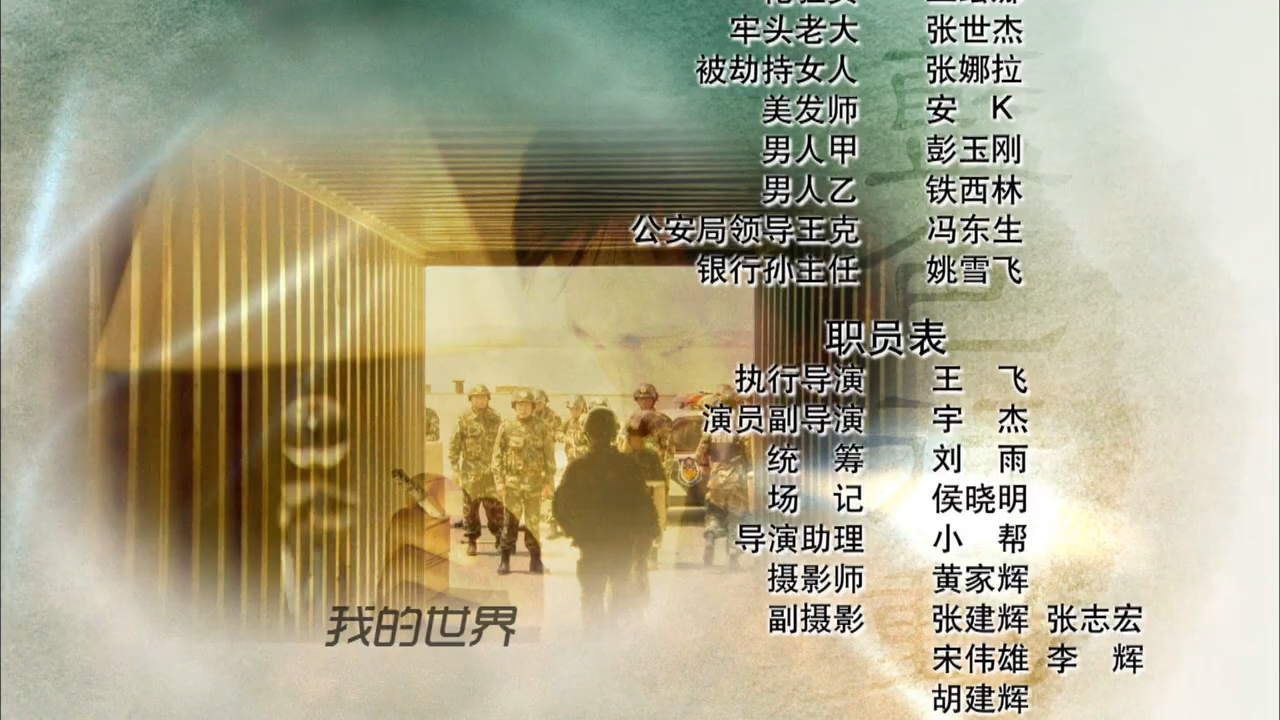 牢头老大 张世杰
被劫持女人 张娜拉
美发师 安 K
男人甲 彭玉刚
男人乙 铁西林
公安局领导王克 冯东生
银行孙主任 姚雪飞
职员表
执行导演 王 飞
演员副导演 宇 杰
统 筹 刘 雨
场 记 侯晓明
导演助理 小 帮
摄影师 黄家辉
副摄影 张建辉 张志宏
宋伟雄 李 辉
胡建辉
我的世界